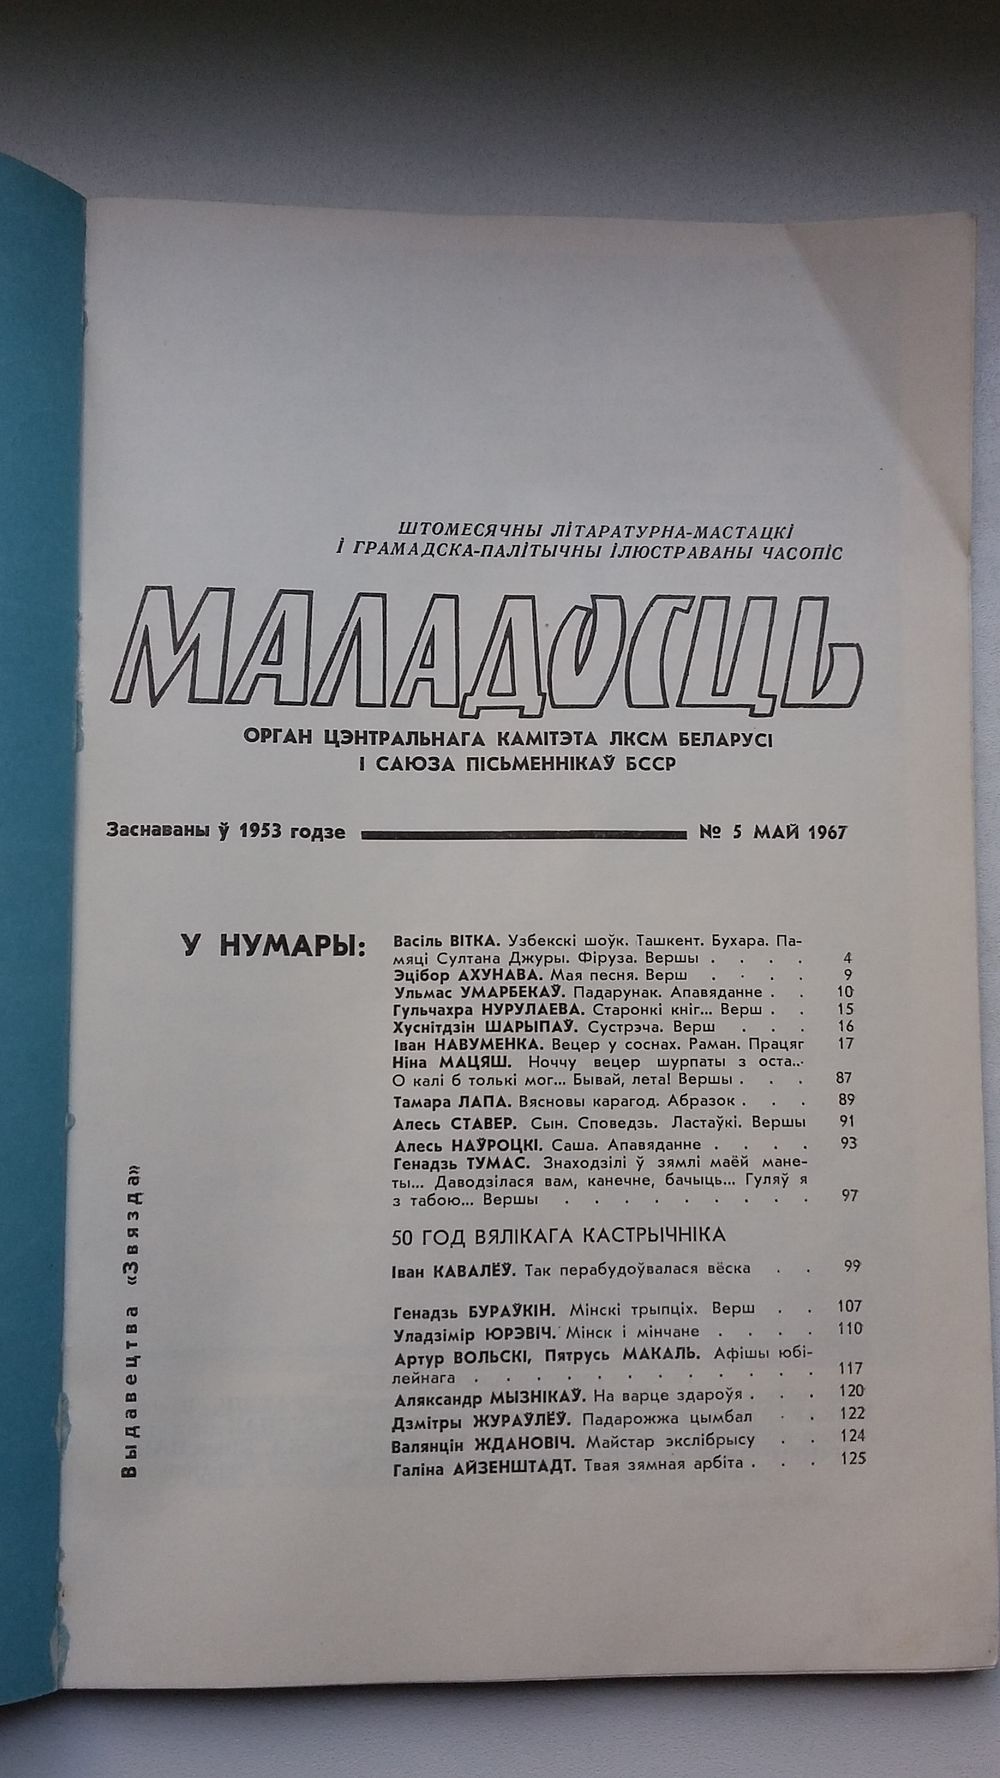 ШТОМЕСЯЧНЫ ЛІТАРАТУРНА-МАСТАЦКІ
І ГРАМАДСКА-ПАЛІТЫЧНЫ ІЛЮСТРАВАНЫ ЧАСОПІС
МАЛАДОСЦЬ
ОРГАН ЦЭНТРАЛЬНАГА КАМІТЭТА ЛКСМ БЕЛАРУСІ
І САЮЗА ПІСЬМЕННІКАЎ БССР
Заснаваны ў 1953 годзе № 5 МАЙ 1967
У НУМАРЫ:
Васіль ВІТКА. Узбекскі шоўк. Ташкент. Бухара. Па-
мяці Султана Джуры. Фіруза. Вершы . . . . 4
Эцібор АХУНАВА. Мая песня. Верш . . . . 9
Ульмас УМАРБЕКАЎ. Падарунак. Апавяданне . . 10
Гульчахра НУРУЛАЕВА. Старонкі кніг... Верш . . 15
Хуснітдзін ШАРЫПАЎ. Сустрэча. Верш . . . 16
Іван НАВУМЕНКА. Вецер у соснах. Раман. Працяг 17
Ніна МАЦЯШ. Ноччу вецер шурпаты з оста...
О калі б толькі мог... Бывай, лета! Вершы . . . 87
Тамара ЛАПА. Вясновы карагод. Абразок . . . 89
Алесь СТАВЕР. Сын. Споведзь. Ластаўкі. Вершы 91
Алесь НАЎРОЦКІ. Саша. Апавяданне . . . . 93
Генадзь ТУМАС. Знаходзілі ў зямлі маёй мане-
ты... Даводзілася вам, канечне, бачыць... Гуляў я
з табою... Вершы . . . . . . . . . 97
50 ГОД ВЯЛІКАГА КАСТРЫЧНІКА
Іван КАВАЛЁЎ. Так перабудоўвалася вёска . . 99
Генадзь БУРАЎКІН. Мінскі трыпціх. Верш . . 107
Уладзімір ЮРЭВІЧ. Мінск і мінчане . . . . 110
Артур ВОЛЬСКІ, Пятрусь МАКАЛЬ. Афішы юбі-
лейнага . . . . . . . . . . . . 117
Аляксандр МЫЗНІКАЎ. На варце здароўя . . . 120
Дзмітры ЖУРАЎЛЁЎ. Падарожжа цымбал . . 122
Валянцін ЖДАНОВІЧ. Майстар экслібрысу . . 124
Галіна АЙЗЕНШТАДТ. Твая зямная арбіта . . . 125
Выдавецтва «Звязда»